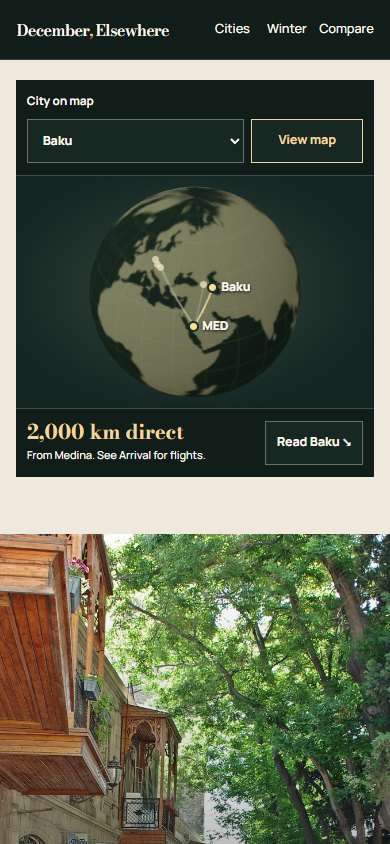 December, Elsewhere
Cities Winter Compare
City on map
Baku
View map
Baku
MED
2,000 km direct
From Medina. See Arrival for flights.
Read Baku ↘